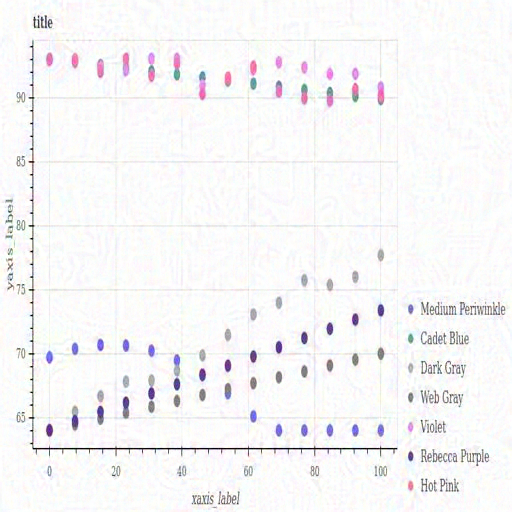 title
90
85
80
75
70
65
yaxis_label
0
20
40
60
80
100
xaxis_label
Medium Periwinkle
Cadet Blue
Dark Gray
Web Gray
Violet
Rebecca Purple
Hot Pink